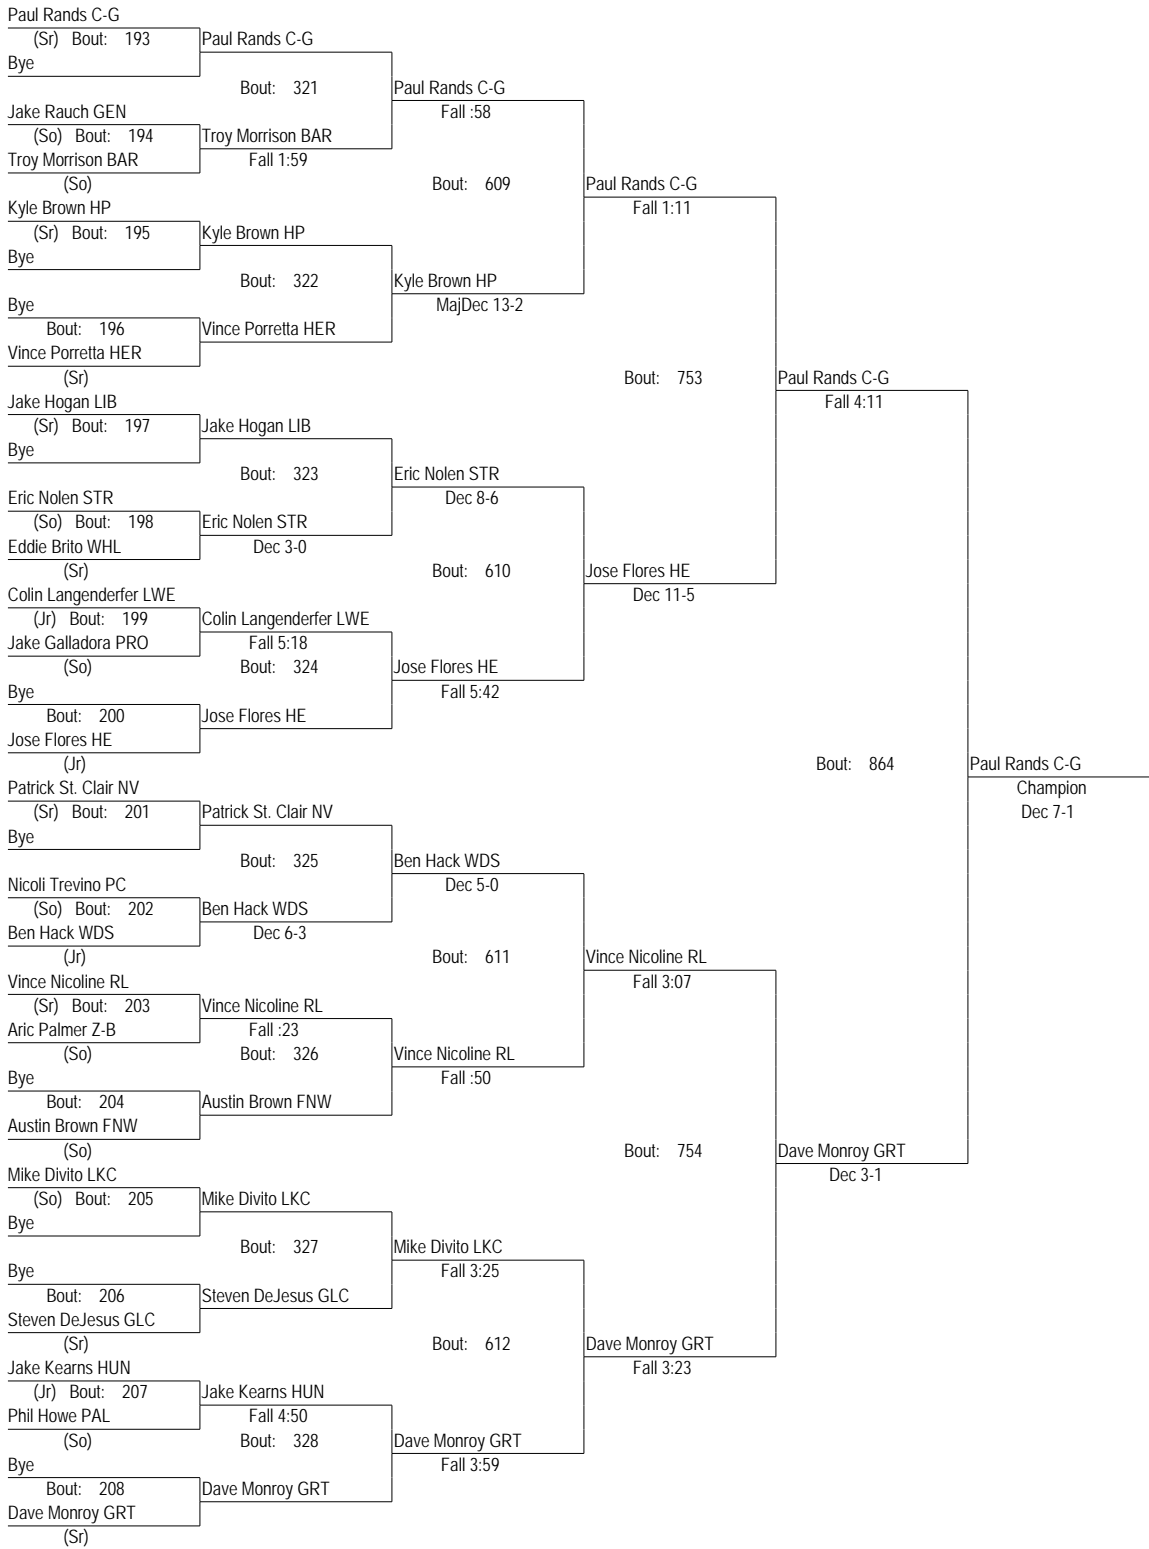 Paul Rands C-G
(Sr) Bout: 193 Paul Rands C-G
Bye
Bout: 321 Paul Rands C-G
Jake Rauch GEN Fall :58
(So) Bout: 194 Troy Morrison BAR
Troy Morrison BAR Fall 1:59
(So) Bout: 609 Paul Rands C-G
Kyle Brown HP Fall 1:11
(Sr) Bout: 195 Kyle Brown HP
Bye
Bout: 322 Kyle Brown HP
Bye MajDec 13-2
Bout: 196 Vince Porretta HER
Vince Porretta HER
(Sr) Bout: 753 Paul Rands C-G
Jake Hogan LIB Fall 4:11
(Sr) Bout: 197 Jake Hogan LIB
Bye
Bout: 323 Eric Nolen STR
Eric Nolen STR Dec 8-6
(So) Bout: 198 Eric Nolen STR
Eddie Brito WHL Dec 3-0
(Sr) Bout: 610 Jose Flores HE
Colin Langenderfer LWE Dec 11-5
(Jr) Bout: 199 Colin Langenderfer LWE
Jake Galladora PRO Fall 5:18
(So) Bout: 324 Jose Flores HE
Bye Fall 5:42
Bout: 200 Jose Flores HE
Jose Flores HE
(Jr) Bout: 864 Paul Rands C-G
Patrick St. Clair NV Champion
(Sr) Bout: 201 Patrick St. Clair NV Dec 7-1
Bye
Bout: 325 Ben Hack WDS
Nicoli Trevino PC Dec 5-0
(So) Bout: 202 Ben Hack WDS
Ben Hack WDS Dec 6-3
(Jr) Bout: 611 Vince Nicoline RL
Vince Nicoline RL Fall 3:07
(Sr) Bout: 203 Vince Nicoline RL
Aric Palmer Z-B Fall :23
(So) Bout: 326 Vince Nicoline RL
Bye Fall :50
Bout: 204 Austin Brown FNW
Austin Brown FNW
(So) Bout: 754 Dave Monroy GRT
Mike Divito LKC Dec 3-1
(So) Bout: 205 Mike Divito LKC
Bye
Bout: 327 Mike Divito LKC
Bye Fall 3:25
Bout: 206 Steven DeJesus GLC
Steven DeJesus GLC
(Sr) Bout: 612 Dave Monroy GRT
Jake Kearns HUN Fall 3:23
(Jr) Bout: 207 Jake Kearns HUN
Phil Howe PAL Fall 4:50
(So) Bout: 328 Dave Monroy GRT
Bye Fall 3:59
Bout: 208 Dave Monroy GRT
Dave Monroy GRT
(Sr)